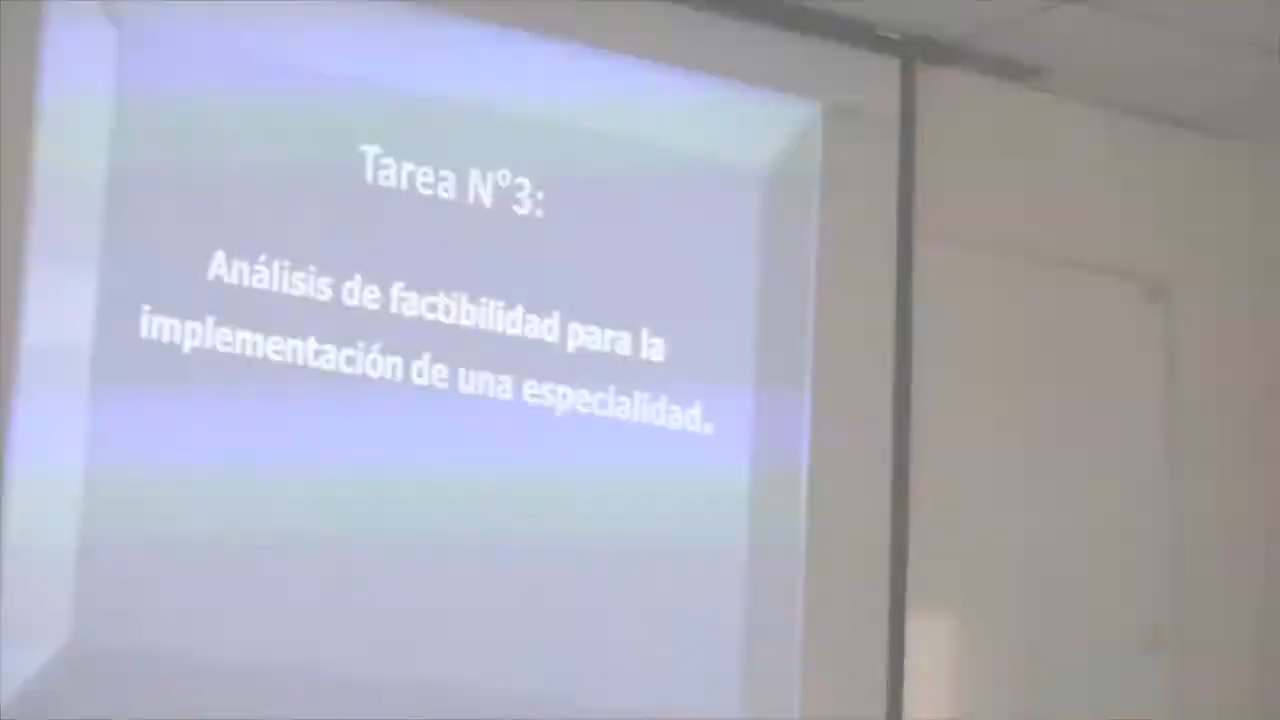 Tarea N°3:
Análisis de factibilidad para la
implementación de una especialidad.